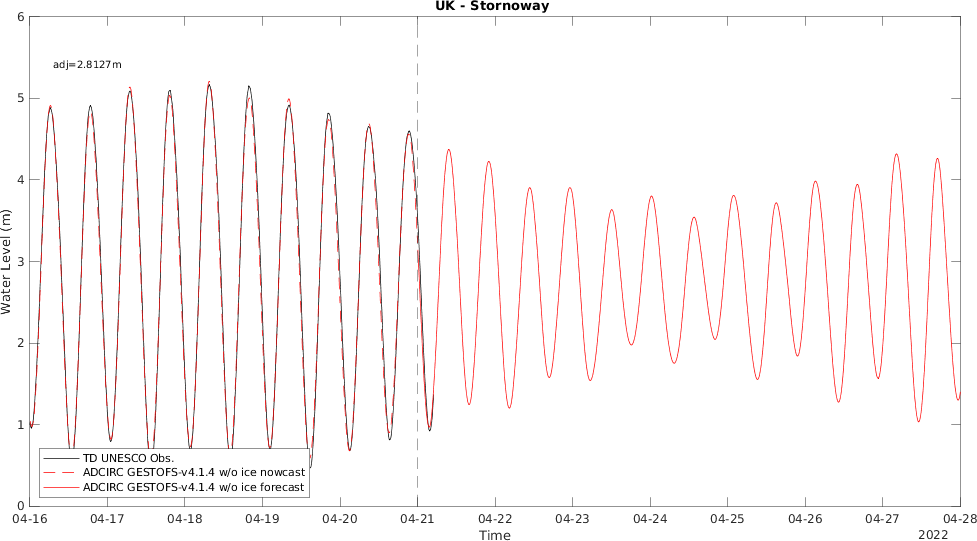 UK - Stornoway
adj=2.8127m
6
5
4
3
2
1
0
Water Level (m)
TD UNESCO Obs.
ADCIRC GESTOFS-v4.1.4 w/o ice nowcast
ADCIRC GESTOFS-v4.1.4 w/o ice forecast
04-16 04-17 04-18 04-19 04-20 04-21 04-22 04-23 04-24 04-25 04-26 04-27 04-28
Time
2022